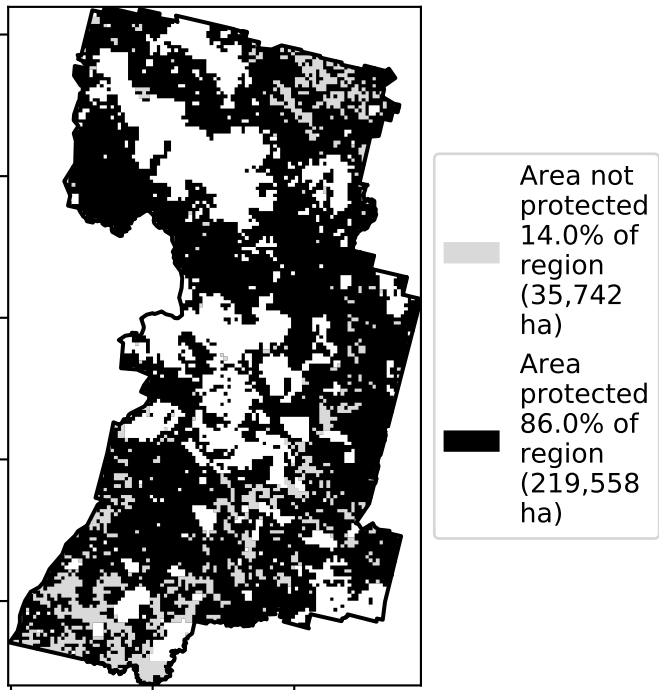 Area not
protected
14.0% of
region
(35,742
ha)
Area
protected
86.0% of
region
(219,558
ha)